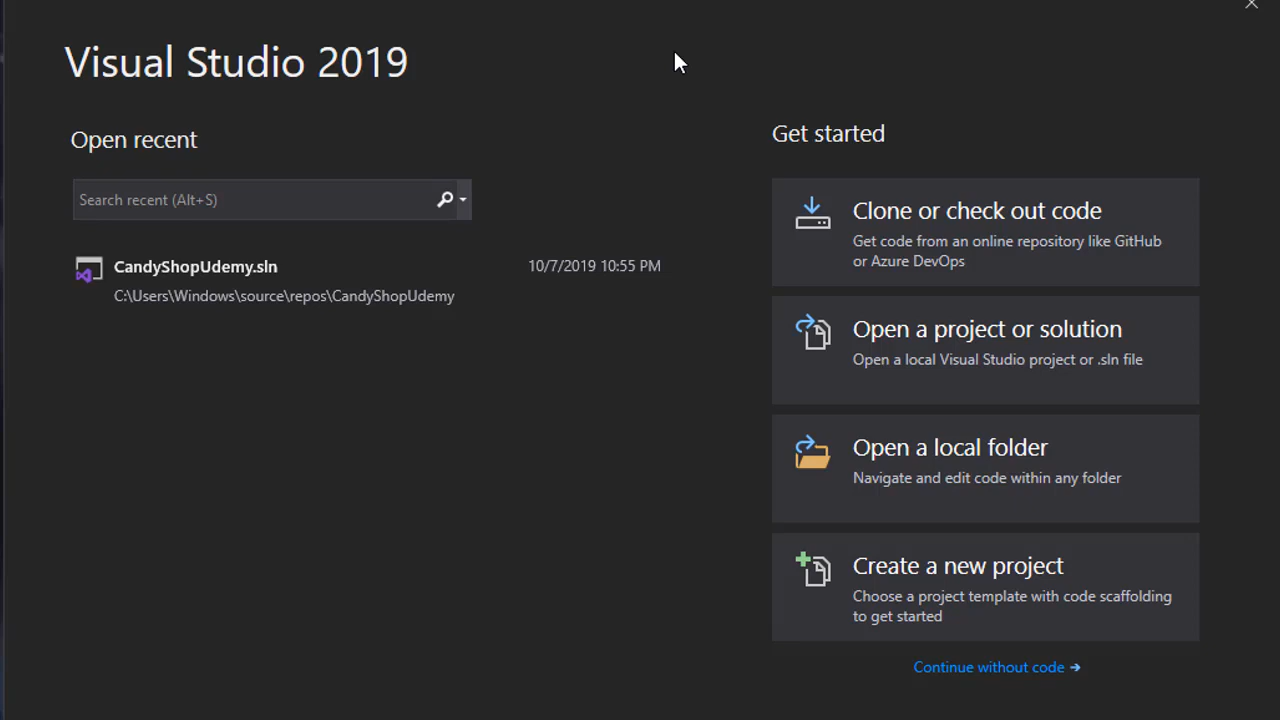 Visual Studio 2019
Open recent
Search recent (Alt+S)
CandyShopUdemy.sln
10/7/2019 10:55 PM
C:\Users\Windows\source\repos\CandyShopUdemy
Get started
Clone or check out code
Get code from an online repository like GitHub
or Azure DevOps
Open a project or solution
Open a local Visual Studio project or .sln file
Open a local folder
Navigate and edit code within any folder
Create a new project
Choose a project template with code scaffolding
to get started
Continue without code